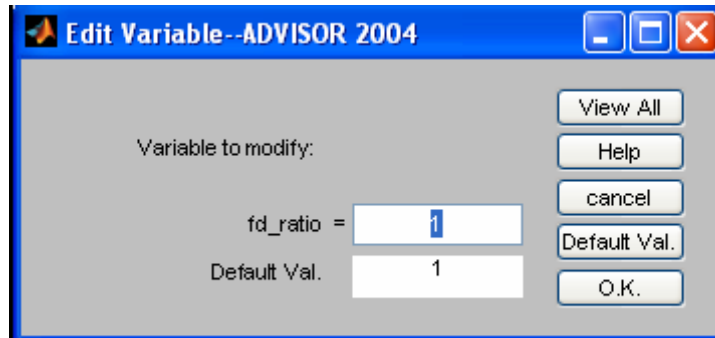 Edit Variable--ADVISOR 2004
View All
Variable to modify:
Help
cancel
fd_ratio = 1
Default Val.
Default Val. 1
O.K.